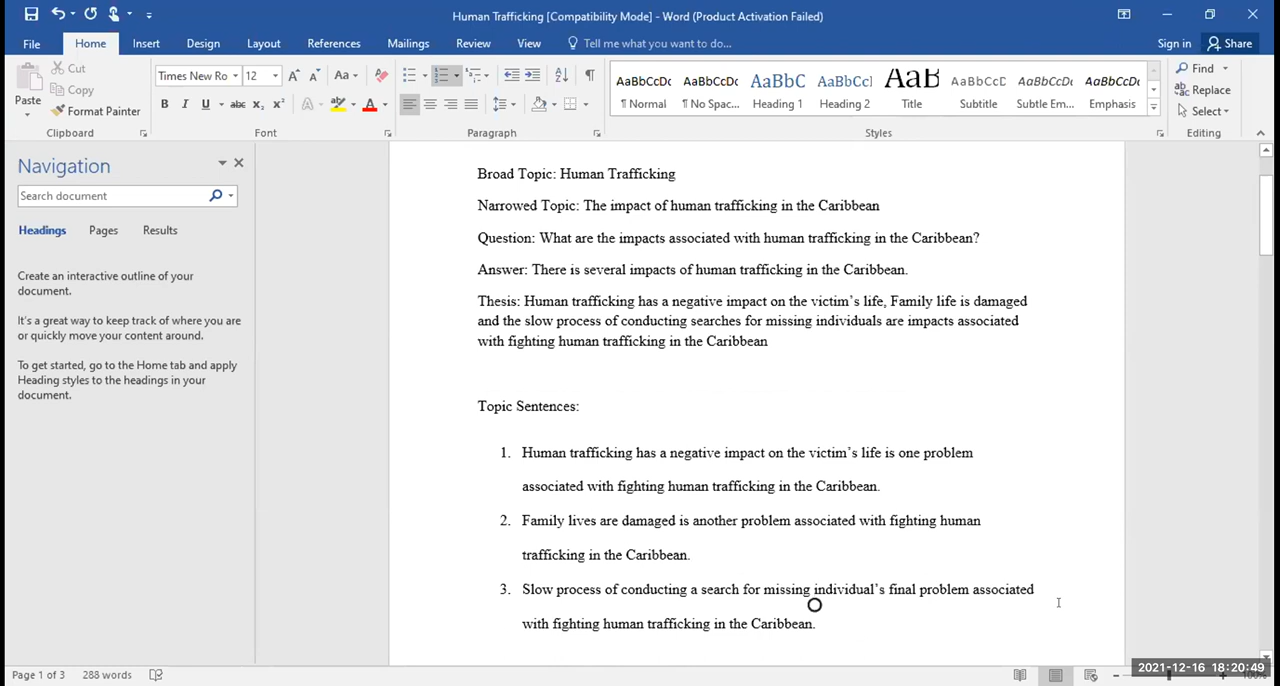 Human Trafficking [Compatibility Mode] - Word (Product Activation Failed)
File Home Insert Design Layout References Mailings Review View Tell me what you want to do... Sign in Share
Cut
Copy
Format Painter
Paste
Clipboard
Times New Ro 12
Font
Paragraph
AaBbCcDc AaBbCcDc AaBbC AaBbCcI AaB AaBbCcD AaBbCcDc AaBbCcDc
¶ Normal ¶ No Spac... Heading 1 Heading 2 Title Subtitle Subtle Em... Emphasis
Styles
Find
Replace
Select
Editing
Navigation
Search document
Headings Pages Results
Create an interactive outline of your
document.
It's a great way to keep track of where you are
or quickly move your content around.
To get started, go to the Home tab and apply
Heading styles to the headings in your
document.
Broad Topic: Human Trafficking
Narrowed Topic: The impact of human trafficking in the Caribbean
Question: What are the impacts associated with human trafficking in the Caribbean?
Answer: There is several impacts of human trafficking in the Caribbean.
Thesis: Human trafficking has a negative impact on the victim's life, Family life is damaged
and the slow process of conducting searches for missing individuals are impacts associated
with fighting human trafficking in the Caribbean
Topic Sentences:
1. Human trafficking has a negative impact on the victim's life is one problem
associated with fighting human trafficking in the Caribbean.
2. Family lives are damaged is another problem associated with fighting human
trafficking in the Caribbean.
3. Slow process of conducting a search for missing individual's final problem associated
with fighting human trafficking in the Caribbean.
Page 1 of 3 288 words
2021-12-16 18:20:49
100%